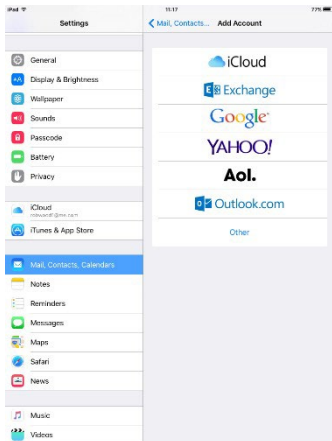 iPad
11:17
77%
Settings
Mail, Contacts...
Add Account
General
Display & Brightness
Wallpaper
Sounds
Passcode
Battery
Privacy
iCloud
iTunes & App Store
Mail, Contacts, Calendars
Notes
Reminders
Messages
Maps
Safari
News
Music
Videos
iCloud
Exchange
Google
YAHOO!
Aol.
Outlook.com
Other